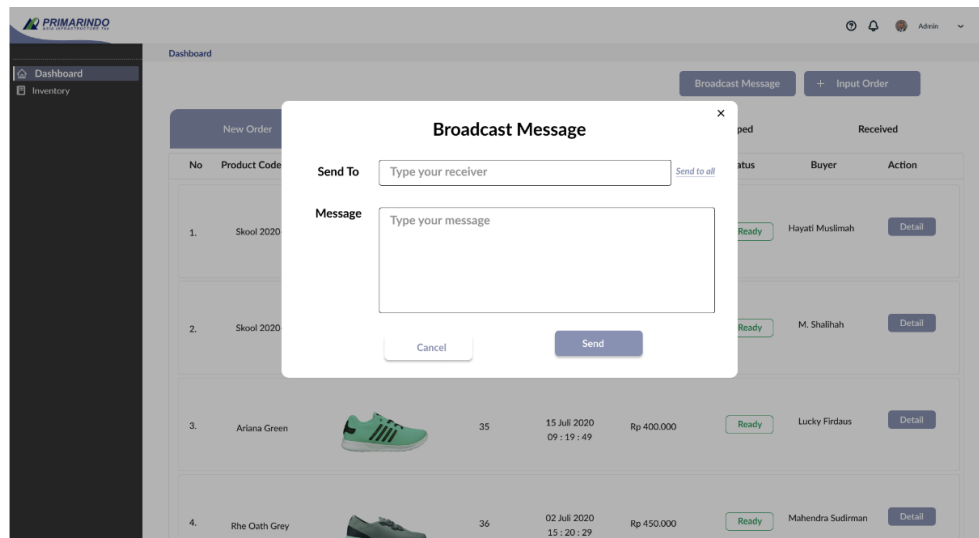 PRIMARINDO
ASIA INFRASTRUCTURE Tbk
Admin
Dashboard
Dashboard
Inventory
Broadcast Message
+ Input Order
New Order
Received
No Product Code
Buyer Action
Broadcast Message
Send To
Type your receiver
Send to all
Message
Type your message
Cancel
Send
1. Skool 2020 Ready Hayati Muslimah Detail
2. Skool 2020 Ready M. Shalihah Detail
3. Ariana Green 35 15 Juli 2020 09 : 19 : 49 Rp 400.000 Ready Lucky Firdaus Detail
4. Rhe Oath Grey 36 02 Juli 2020 15 : 20 : 29 Rp 450.000 Ready Mahendra Sudirman Detail